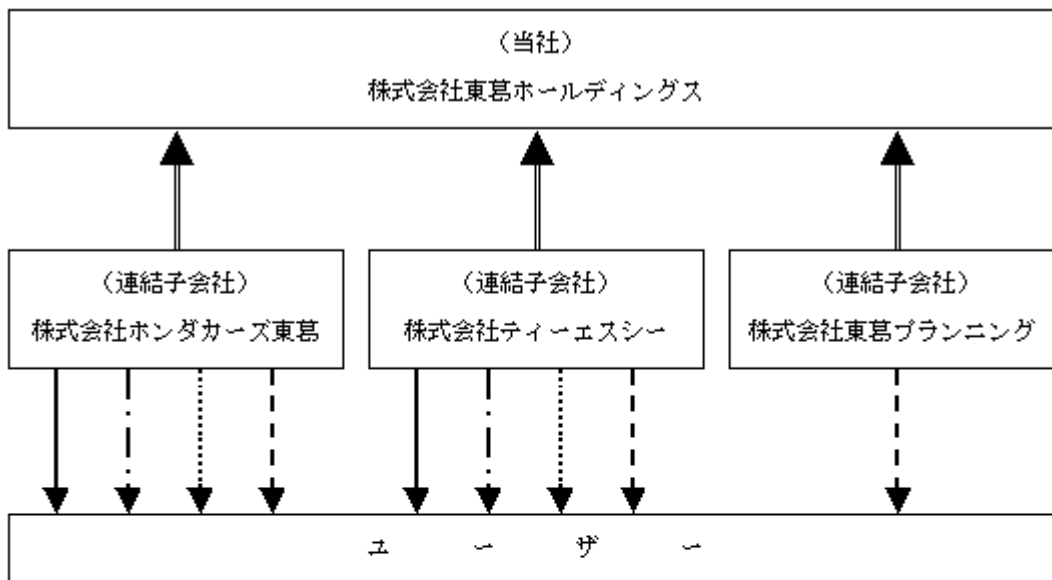 （当社）
株式会社東葛ホールディングス
（連結子会社）
株式会社ホンダカーズ東葛
（連結子会社）
株式会社ティーエスシー
（連結子会社）
株式会社東葛プランニング
ユーザー